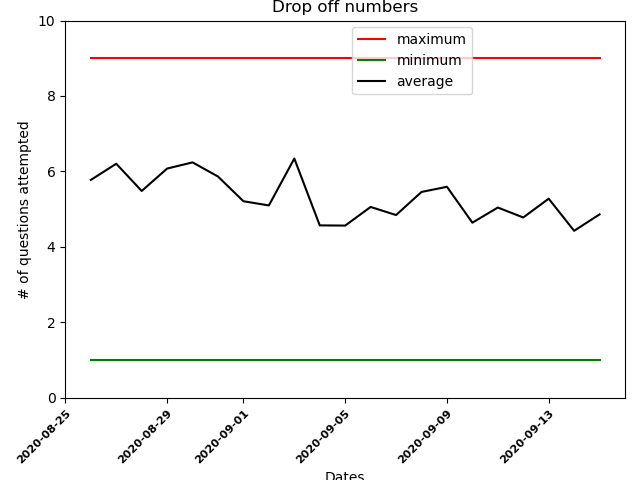 Drop off numbers
maximum
minimum
average
# of questions attempted
10
8
6
4
2
0
2020-08-25
2020-08-29
2020-09-01
2020-09-05
2020-09-09
2020-09-13
Dates